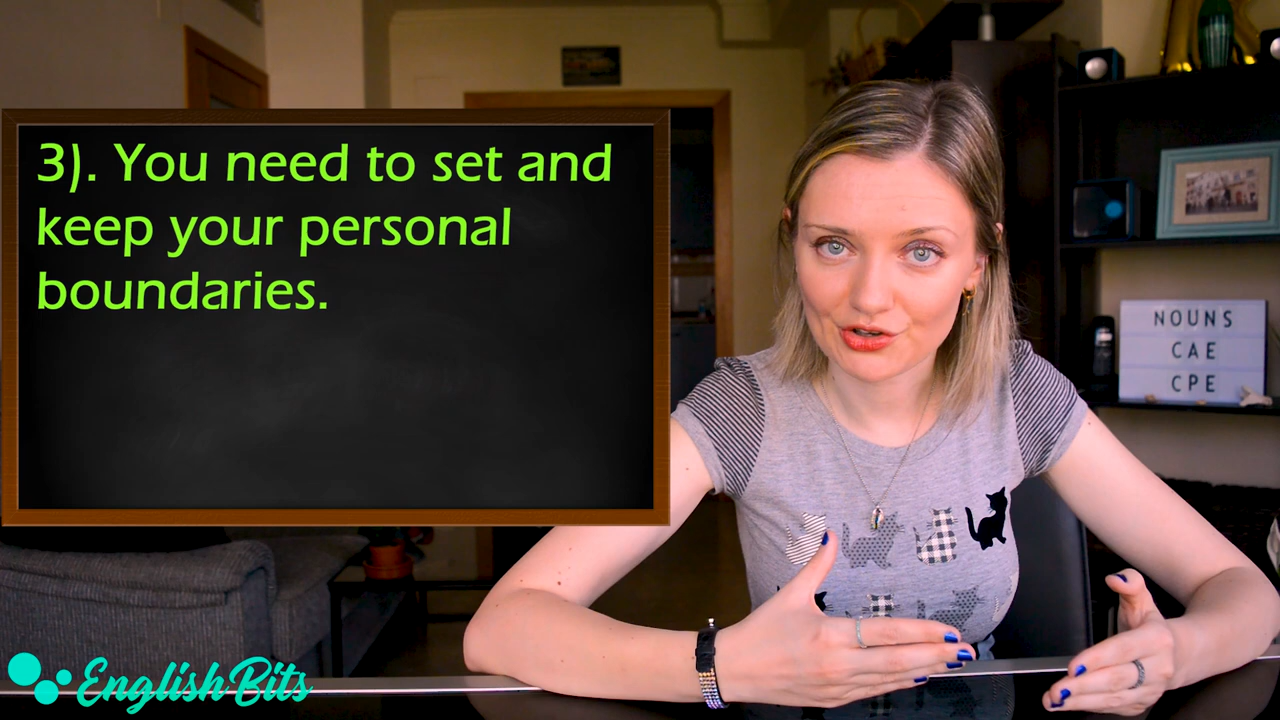 3). You need to set and
keep your personal
boundaries.
NOUNS
CAE
CPE
EnglishBits